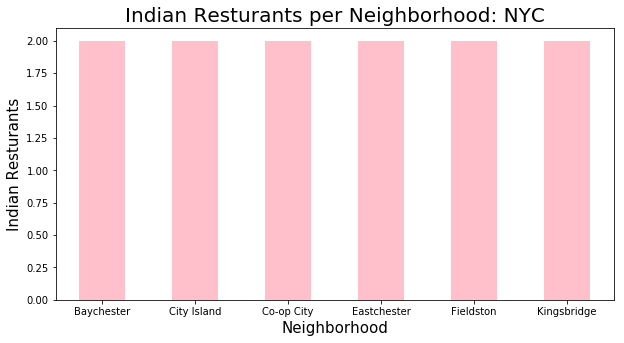 Indian Resturants per Neighborhood: NYC
Indian Resturants
2.00
1.75
1.50
1.25
1.00
0.75
0.50
0.25
0.00
Baychester City Island Co-op City Eastchester Fieldston Kingsbridge
Neighborhood